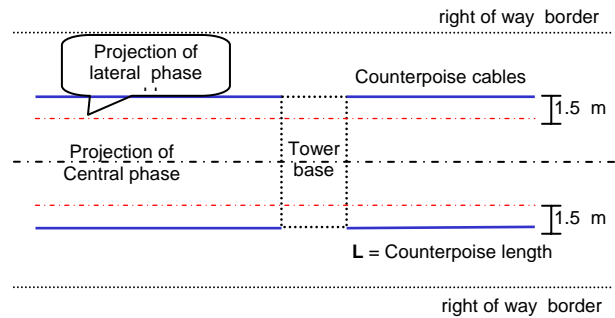 right of way border
Projection of
lateral phase
Counterpoise cables
1.5 m
Projection of
Central phase
Tower
base
1.5 m
L = Counterpoise length
right of way border